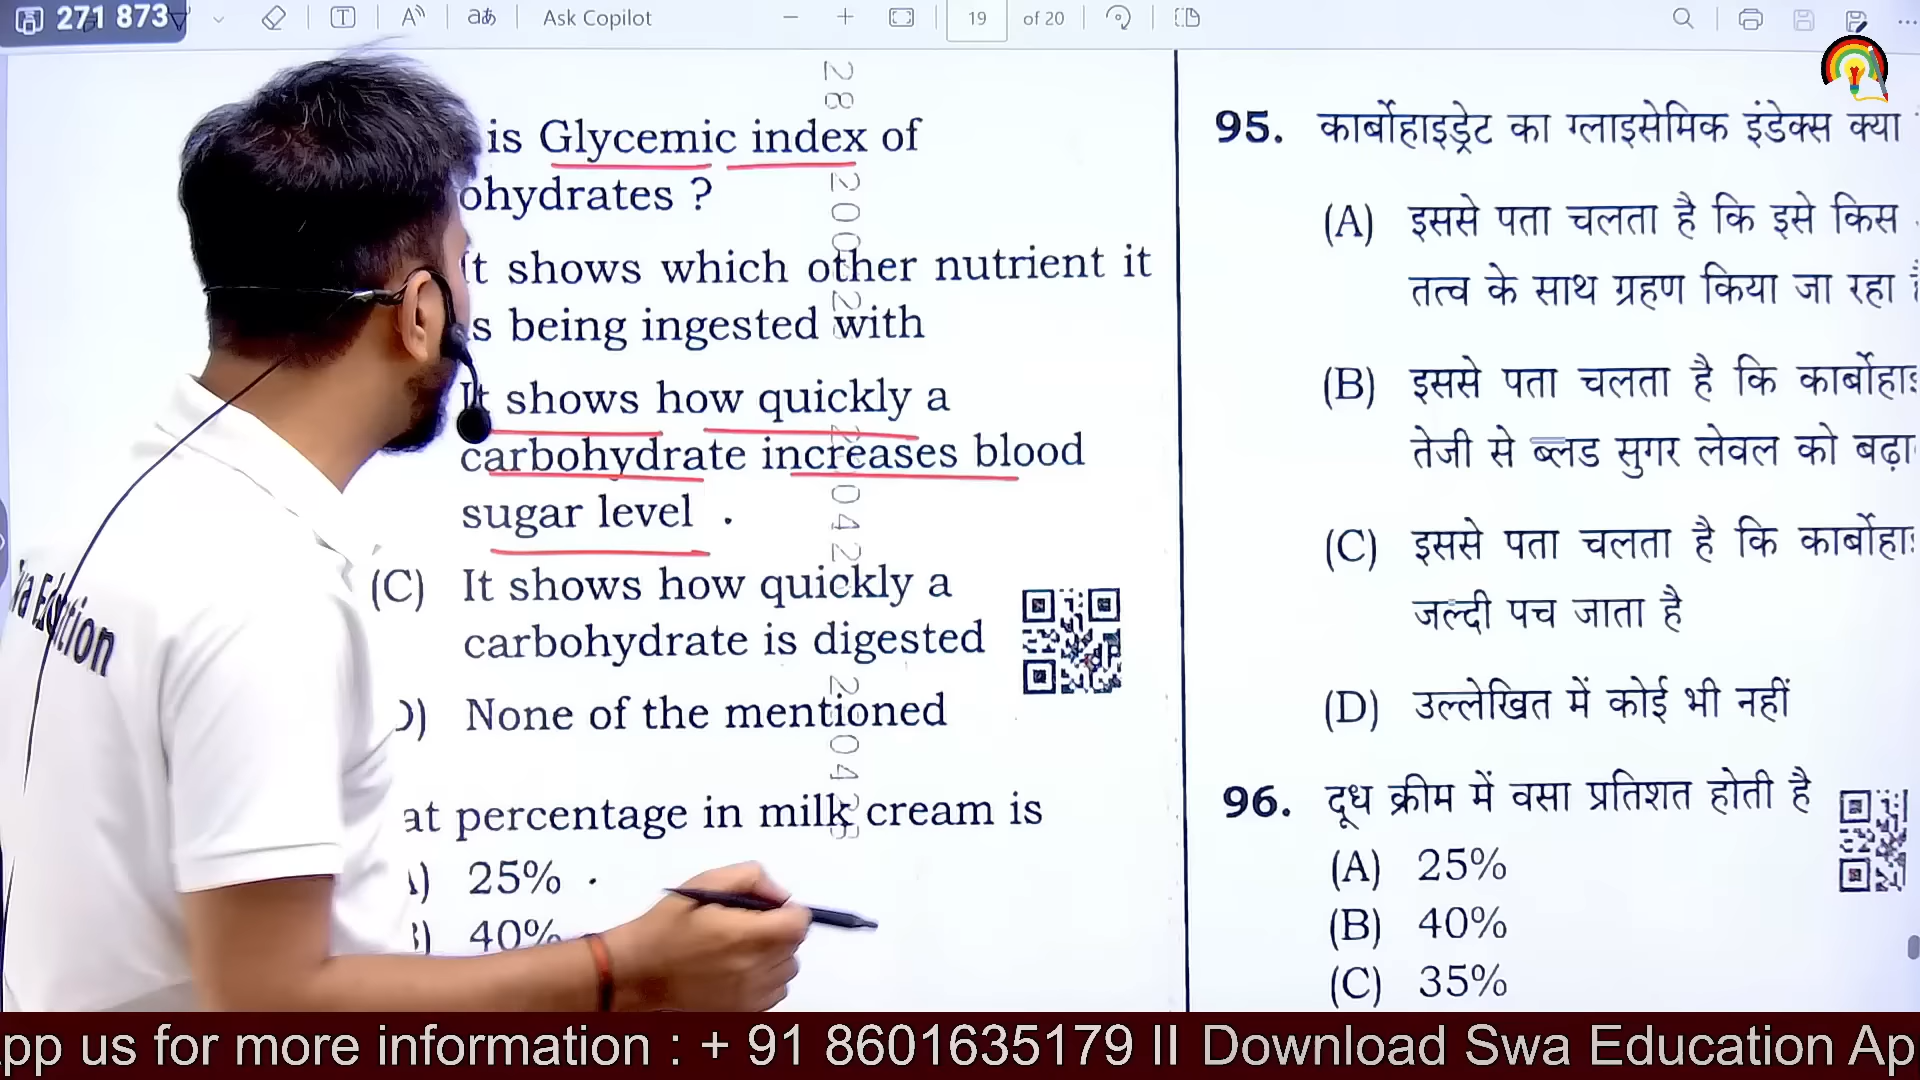 271 873
Ask Copilot
19 of 20
is Glycemic index of
ohydrates ?
It shows which other nutrient it
s being ingested with
It shows how quickly a
carbohydrate increases blood
sugar level .
(C) It shows how quickly a
carbohydrate is digested
D) None of the mentioned
at percentage in milk cream is
25% .
40%
95. कार्बोहाइड्रेट का ग्लाइसेमिक इंडेक्स क्या
(A) इससे पता चलता है कि इसे किस
तत्व के साथ ग्रहण किया जा रहा
(B) इससे पता चलता है कि कार्बोहाइ
तेजी से ब्लड सुगर लेवल को बढ़ा
(C) इससे पता चलता है कि कार्बोहाइ
जल्दी पच जाता है
(D) उल्लेखित में कोई भी नहीं
96. दूध क्रीम में वसा प्रतिशत होती है
(A) 25%
(B) 40%
(C) 35%
pp us for more information : + 91 8601635179 II Download Swa Education Ap